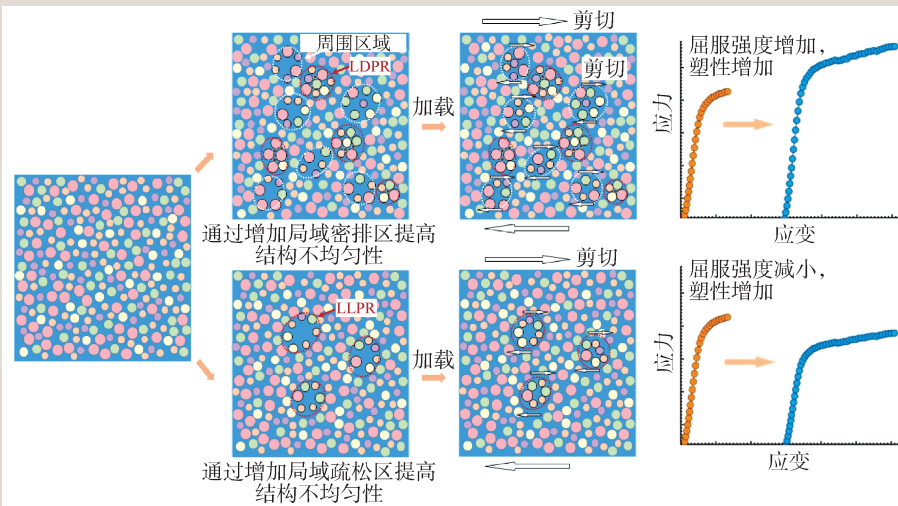 剪切
周围区域
LDPR
剪切
加载
屈服强度增加，
塑性增加
应力
应变
通过增加局域密排区提高
结构不均匀性
剪切
LLPR
加载
屈服强度减小，
塑性增加
应力
应变
通过增加局域疏松区提高
结构不均匀性